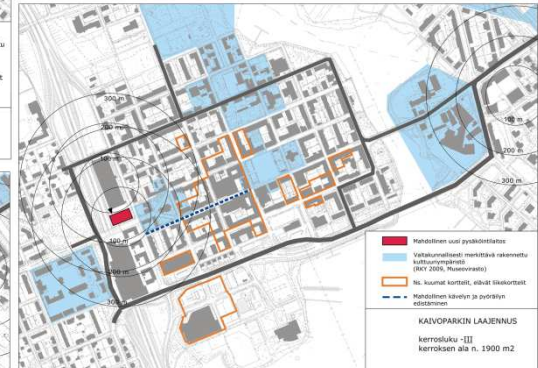 300 m
200 m
100 m
100 m
200 m
300 m
100 m
200 m
300 m
Mahdollinen uusi pysäköintilaitos
Valtakunnallisesti merkittävä rakennettu
kulttuuriympäristö
(RKY 2009, Museovirasto)
Ns. kuumat korttelit, elävät liikekorttelit
Mahdollinen kävelyn ja pyöräilyn
edistäminen
KAIVOPARKIN LAAJENNUS
kerrosluku -III
kerroksen ala n. 1900 m2